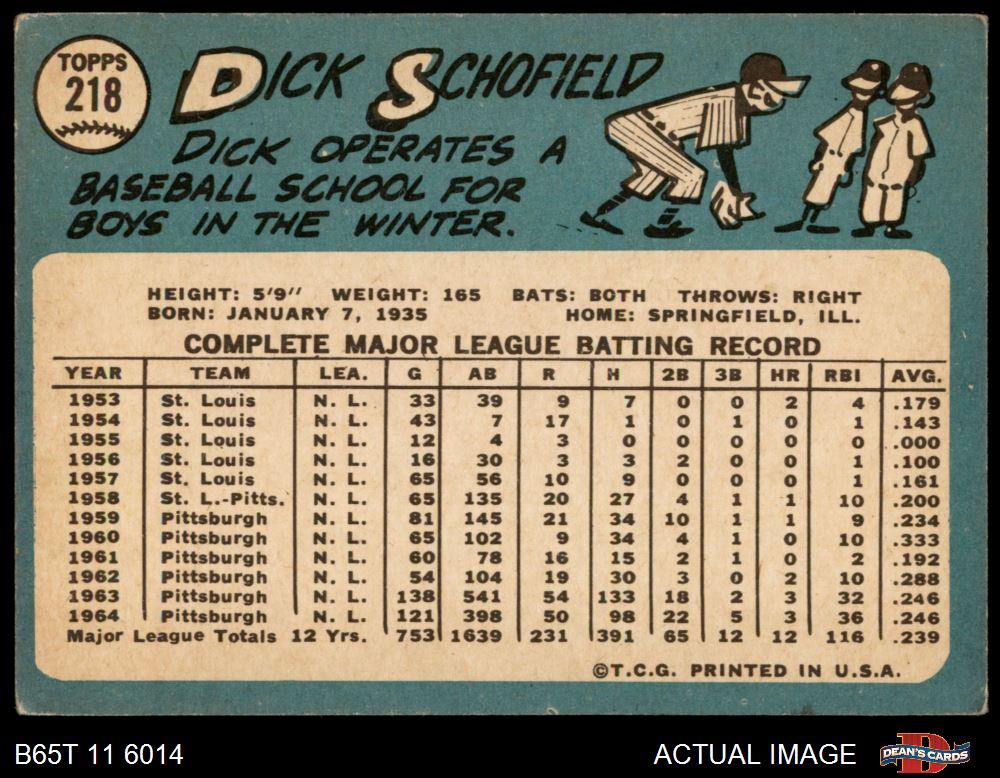 TOPPS
218
DICK SCHOFIELD
DICK OPERATES A
BASEBALL SCHOOL FOR
BOYS IN THE WINTER.
HEIGHT: 5'9" WEIGHT: 165 BATS: BOTH THROWS: RIGHT
BORN: JANUARY 7, 1935 HOME: SPRINGFIELD, ILL.
COMPLETE MAJOR LEAGUE BATTING RECORD
YEAR TEAM LEA. G AB R H 2B 3B HR RBI AVG.
1953 St. Louis N. L. 33 39 9 7 0 0 2 4 .179
1954 St. Louis N. L. 43 7 17 1 0 1 0 1 .143
1955 St. Louis N. L. 12 4 3 0 0 0 0 0 .000
1956 St. Louis N. L. 16 30 3 3 2 0 0 1 .100
1957 St. Louis N. L. 65 56 10 9 0 0 0 1 .161
1958 St. L.-Pitts. N. L. 65 135 20 27 4 1 1 10 .200
1959 Pittsburgh N. L. 81 145 21 34 10 1 1 9 .234
1960 Pittsburgh N. L. 65 102 9 34 4 1 0 10 .333
1961 Pittsburgh N. L. 60 78 16 15 2 1 0 2 .192
1962 Pittsburgh N. L. 54 104 19 30 3 0 2 10 .288
1963 Pittsburgh N. L. 138 541 54 133 18 2 3 32 .246
1964 Pittsburgh N. L. 121 398 50 98 22 5 3 36 .246
Major League Totals 12 Yrs. 753 1639 231 391 65 12 12 116 .239
©T.C.G. PRINTED IN U.S.A.
B65T 11 6014 ACTUAL IMAGE DEAN'S CARDS